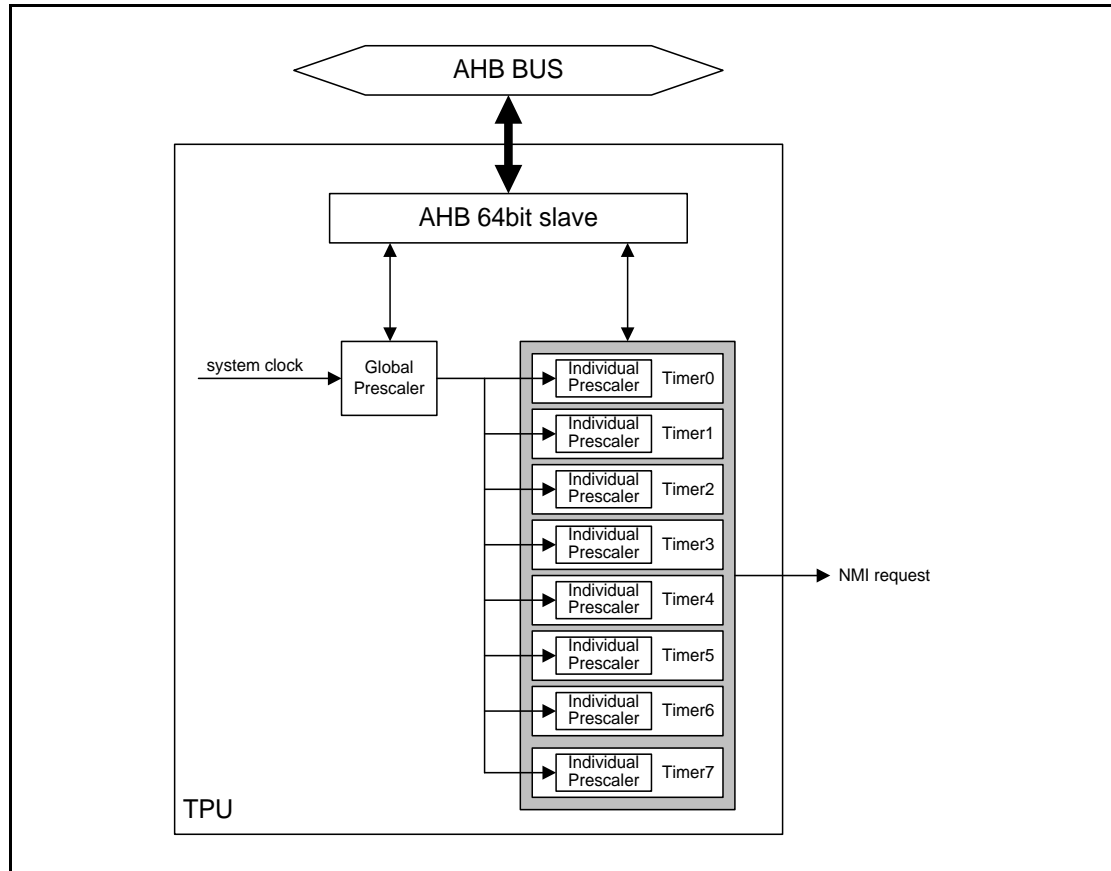 AHB BUS
AHB 64bit slave
system clock
Global
Prescaler
Individual
Prescaler
Timer0
Individual
Prescaler
Timer1
Individual
Prescaler
Timer2
Individual
Prescaler
Timer3
Individual
Prescaler
Timer4
Individual
Prescaler
Timer5
Individual
Prescaler
Timer6
Individual
Prescaler
Timer7
NMI request
TPU